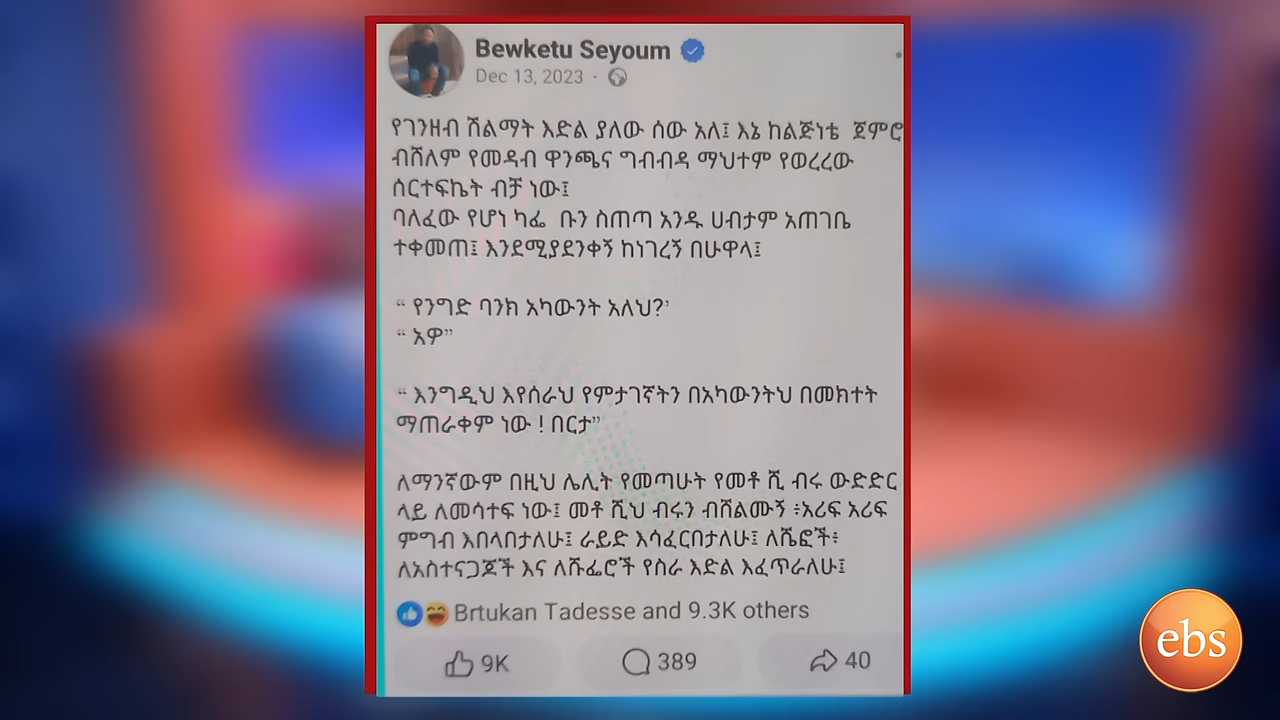 Bewketu Seyoum
Dec 13, 2023 ·
የገንዘብ ሽልማት እድል ያለው ሰው አለ፤ እኔ ከልጅነቴ ጀምሮ
ብሸለም የመዳብ ዋንጫና ግብብዳ ማህተም የወረረው
ሰርተፍኬት ብቻ ነው፤
ባለፈው የሆነ ካፌ ቡን ስጠጣ አንዱ ሀብታም አጠገቤ
ተቀመጠ፤ እንደሚያደንቀኝ ከነገረኝ በሁዋላ፤
“ የንግድ ባንክ አካውንት አለህ?’
“ አዎ”
“ እንግዲህ እየሰራህ የምታገኛትን በአካውንትህ በመክተት
ማጠራቀም ነው ! በርታ”
ለማንኛውም በዚህ ሌሊት የመጣሁት የመቶ ሺ ብሩ ውድድር
ላይ ለመሳተፍ ነው፤ መቶ ሺህ ብሩን ብሸልሙኝ ፥አሪፍ አሪፍ
ምግብ እበላበታለሁ፤ ራይድ እሳፈርበታለሁ፤ ለሼፎች፥
ለአስተናጋጆች እና ለሹፌሮች የስራ እድል እፈጥራለሁ፤
Brtukan Tadesse and 9.3K others
9K 389 40
ebs